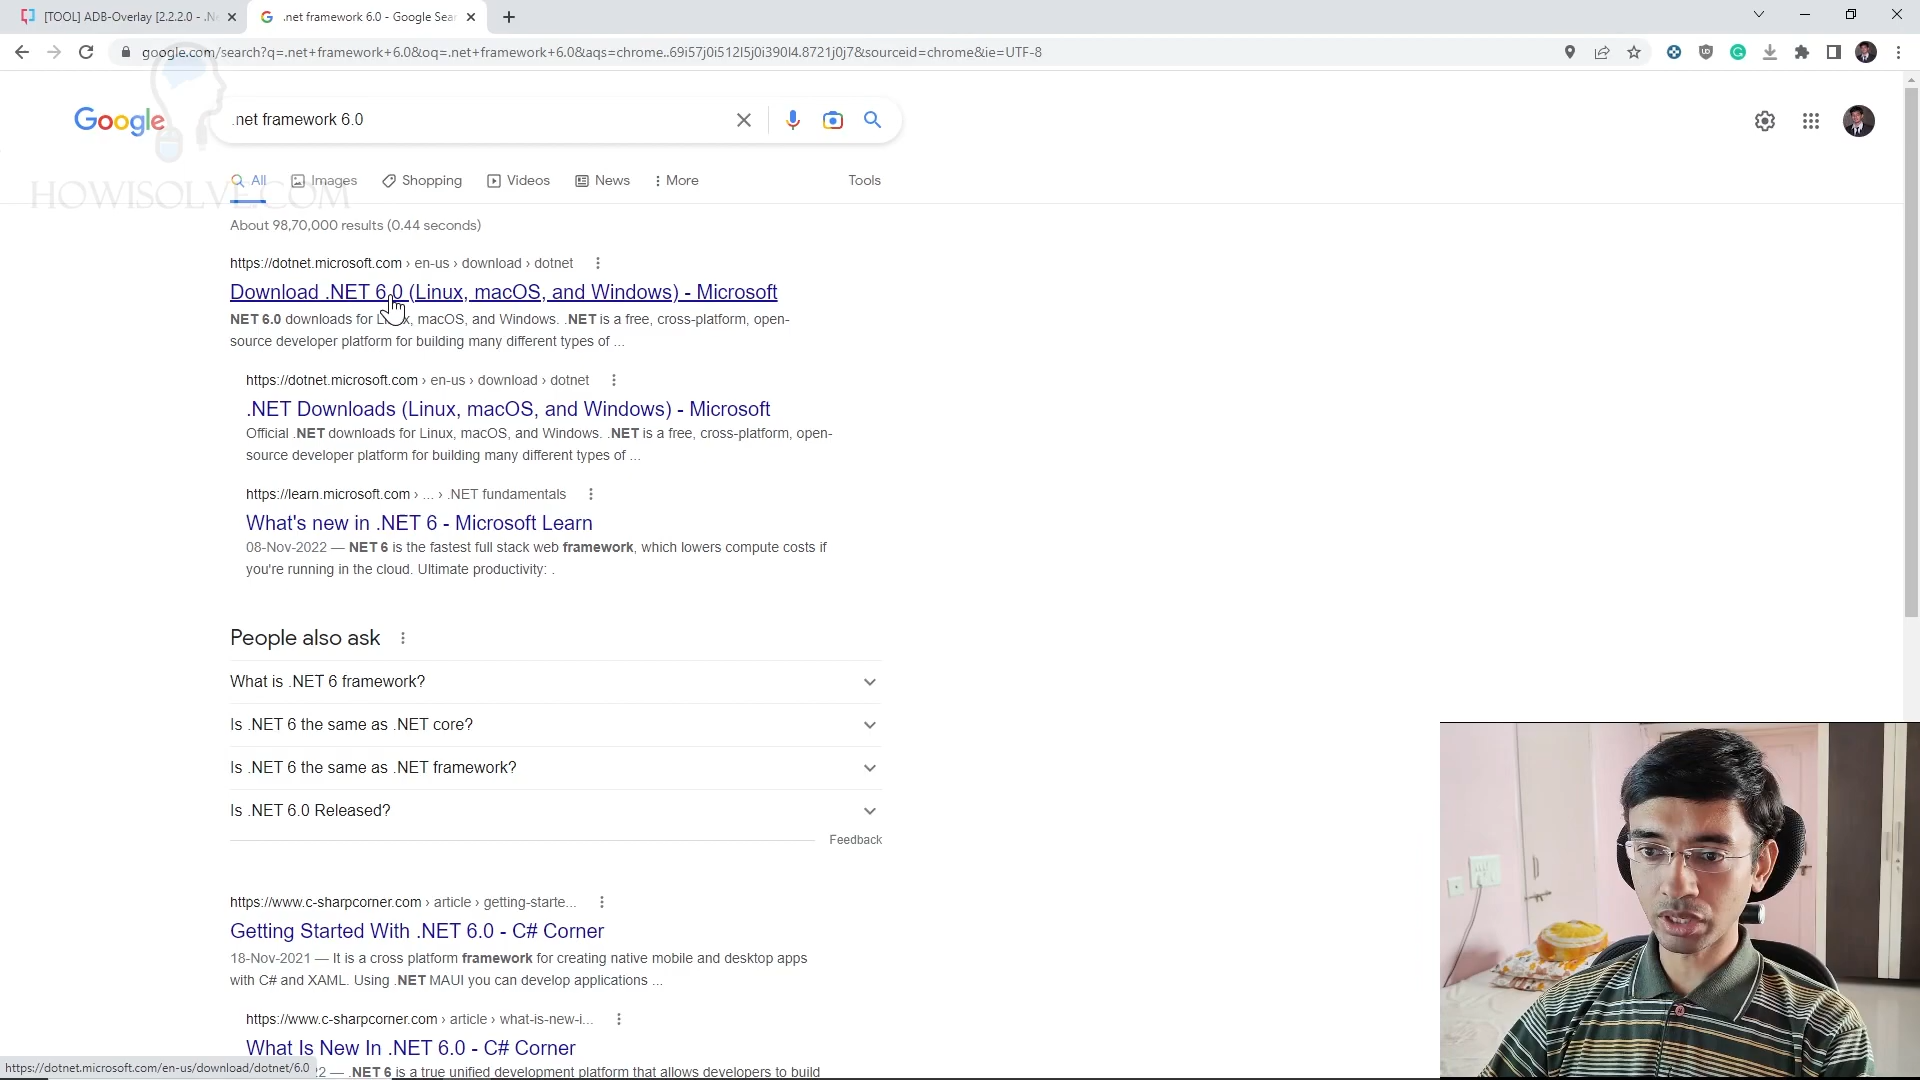 [TOOL] ADB-Overlay [2.2.2.0 - .N
.net framework 6.0 - Google Sear
google.com/search?q=.net+framework+6.0&oq=.net+framework+6.0&aqs=chrome..69i57j0i512l5j0i390l4.8721j0j7&sourceid=chrome&ie=UTF-8
Google
.net framework 6.0
HOWISOLVE.COM
All Images Shopping Videos News More Tools
About 98,70,000 results (0.44 seconds)
https://dotnet.microsoft.com › en-us › download › dotnet
Download .NET 6.0 (Linux, macOS, and Windows) - Microsoft
NET 6.0 downloads for Linux, macOS, and Windows. .NET is a free, cross-platform, open-
source developer platform for building many different types of ...
https://dotnet.microsoft.com › en-us › download › dotnet
.NET Downloads (Linux, macOS, and Windows) - Microsoft
Official .NET downloads for Linux, macOS, and Windows. .NET is a free, cross-platform, open-
source developer platform for building many different types of ...
https://learn.microsoft.com › ... › .NET fundamentals
What's new in .NET 6 - Microsoft Learn
08-Nov-2022 — NET 6 is the fastest full stack web framework, which lowers compute costs if
you're running in the cloud. Ultimate productivity: .
People also ask
What is .NET 6 framework?
Is .NET 6 the same as .NET core?
Is .NET 6 the same as .NET framework?
Is .NET 6.0 Released?
Feedback
https://www.c-sharpcorner.com › article › getting-starte...
Getting Started With .NET 6.0 - C# Corner
18-Nov-2021 — It is a cross platform framework for creating native mobile and desktop apps
with C# and XAML. Using .NET MAUI you can develop applications ...
https://www.c-sharpcorner.com › article › what-is-new-i...
What Is New In .NET 6.0 - C# Corner
https://dotnet.microsoft.com/en-us/download/dotnet/6.0
22 — .NET 6 is a true unified development platform that allows developers to build